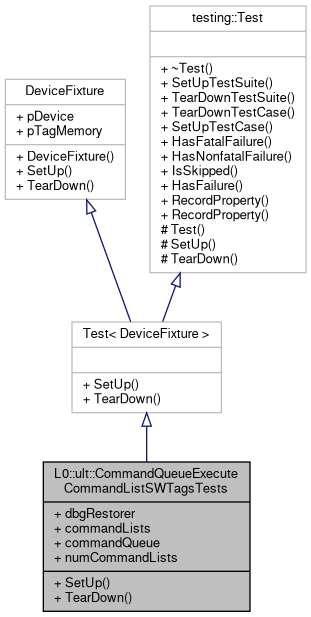 testing::Test
+ ~Test()
+ SetUpTestSuite()
+ TearDownTestSuite()
+ TearDownTestCase()
+ SetUpTestCase()
+ HasFatalFailure()
+ HasNonfatalFailure()
+ IsSkipped()
+ HasFailure()
+ RecordProperty()
+ RecordProperty()
# Test()
# SetUp()
# TearDown()
DeviceFixture
+ pDevice
+ pTagMemory
+ DeviceFixture()
+ SetUp()
+ TearDown()
Test< DeviceFixture >
+ SetUp()
+ TearDown()
L0::ult::CommandQueueExecute
CommandListSWTagsTests
+ dbgRestorer
+ commandLists
+ commandQueue
+ numCommandLists
+ SetUp()
+ TearDown()